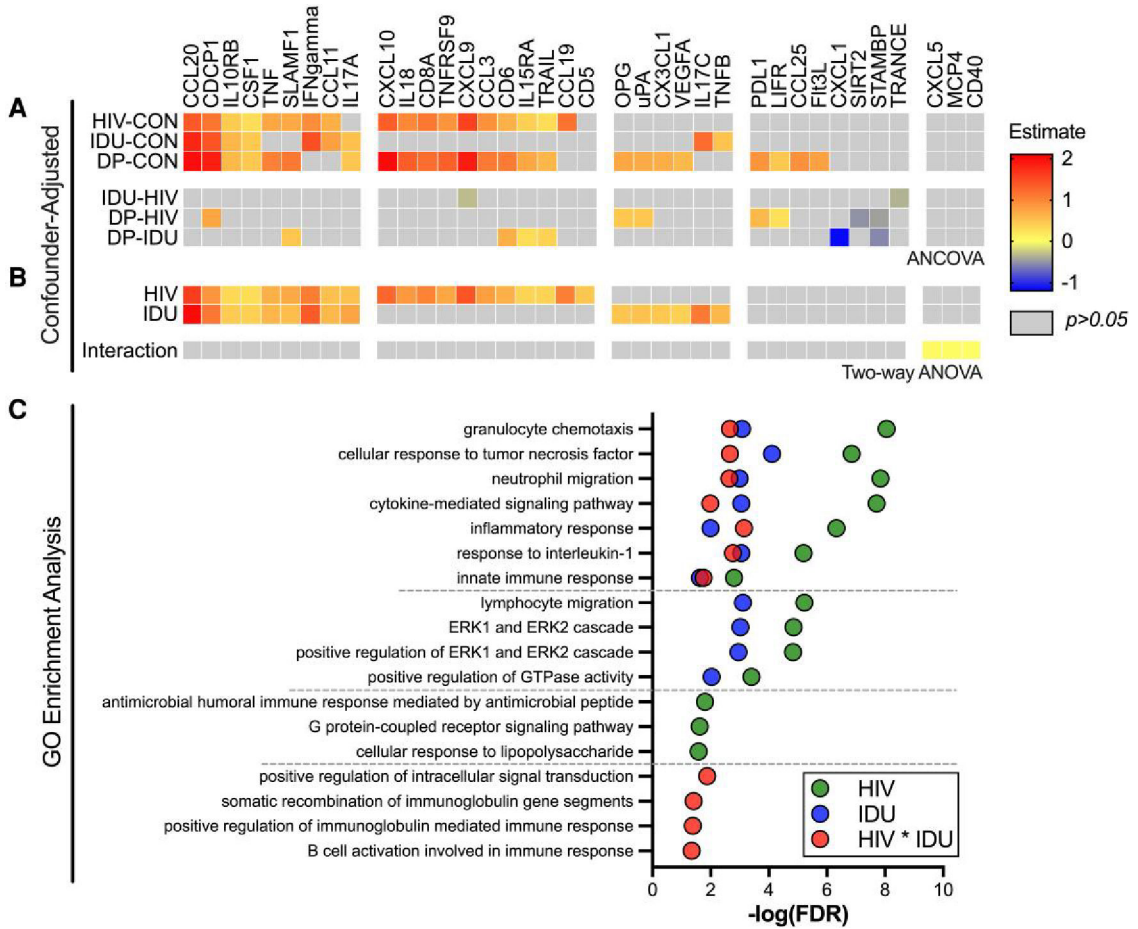 CCL20
CDCP1
IL10RB
CSF1
TNF
SLAMF1
IFNgamma
CCL11
IL17A
CXCL10
IL18
CD8A
TNFRSF9
CXCL9
CCL3
CD6
IL15RA
TRAIL
CCL19
CD5
OPG
uPA
CX3CL1
VEGFA
IL17C
TNFB
PDL1
LIFR
CCL25
Flt3L
CXCL1
SIRT2
STAMBP
TRANCE
CXCL5
MCP4
CD40
A
Confounder-Adjusted
HIV-CON
IDU-CON
DP-CON
IDU-HIV
DP-HIV
DP-IDU
ANCOVA
Estimate
2
1
0
-1
p>0.05
B
HIV
IDU
Interaction
Two-way ANOVA
C
GO Enrichment Analysis
granulocyte chemotaxis
cellular response to tumor necrosis factor
neutrophil migration
cytokine-mediated signaling pathway
inflammatory response
response to interleukin-1
innate immune response
lymphocyte migration
ERK1 and ERK2 cascade
positive regulation of ERK1 and ERK2 cascade
positive regulation of GTPase activity
antimicrobial humoral immune response mediated by antimicrobial peptide
G protein-coupled receptor signaling pathway
cellular response to lipopolysaccharide
positive regulation of intracellular signal transduction
somatic recombination of immunoglobulin gene segments
positive regulation of immunoglobulin mediated immune response
B cell activation involved in immune response
HIV
IDU
HIV * IDU
0 2 4 6 8 10
-log(FDR)